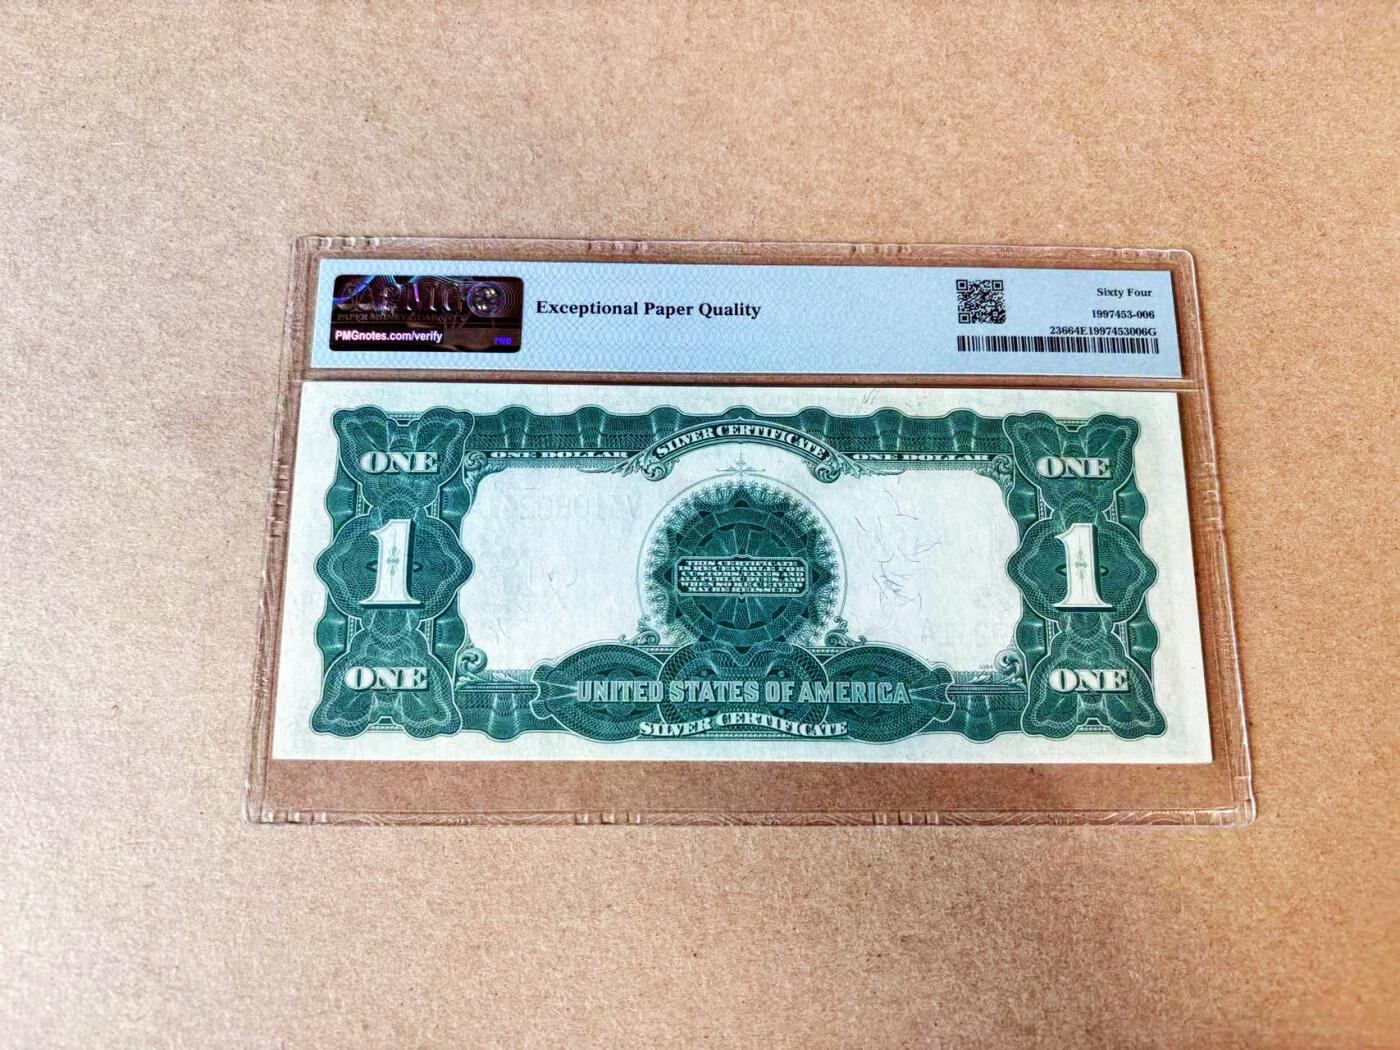 PAPER MONEY GUARANTY
PMGnotes.com/verify
PNG
Exceptional Paper Quality
Sixty Four
1997453-006
23664E1997453006G
SILVER CERTIFICATE
ONE
ONE DOLLAR
ONE DOLLAR
ONE
1
1
THIS CERTIFICATE
IS RECEIVABLE FOR
CUSTOMS, TAXES AND
ALL PUBLIC DUES AND
WHEN SO RECEIVED
MAY BE REISSUED.
ONE
ONE
UNITED STATES OF AMERICA
SILVER CERTIFICATE